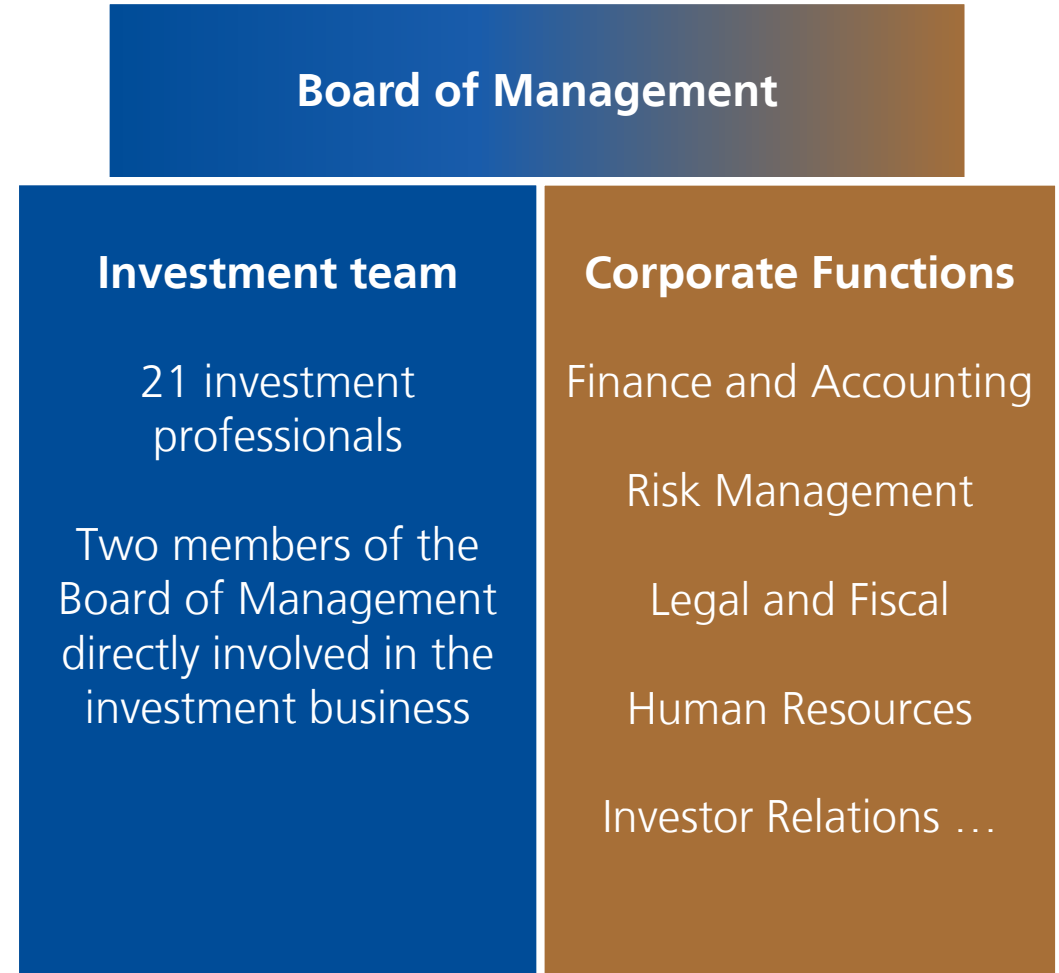 Board of Management
Investment team
21 investment
professionals
Two members of the
Board of Management
directly involved in the
investment business
Corporate Functions
Finance and Accounting
Risk Management
Legal and Fiscal
Human Resources
Investor Relations …